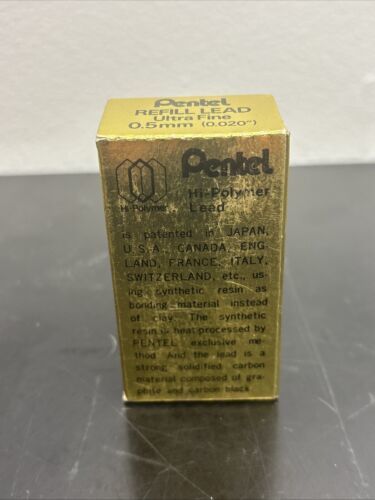 Pentel
REFILL LEAD
Ultra Fine
0.5mm (0.020")
Pentel
Hi-Polymer
Hi-Polymer
Lead
is patented in JAPAN,
U.S.A., CANADA, ENG-
LAND, FRANCE, ITALY,
SWITZERLAND, etc., us-
ing synthetic resin as
bonding material instead
of clay. The synthetic
resin is heat processed by
PENTEL exclusive me-
thod. And the lead is a
strong solidified carbon
material composed of gra-
phite and carbon black.